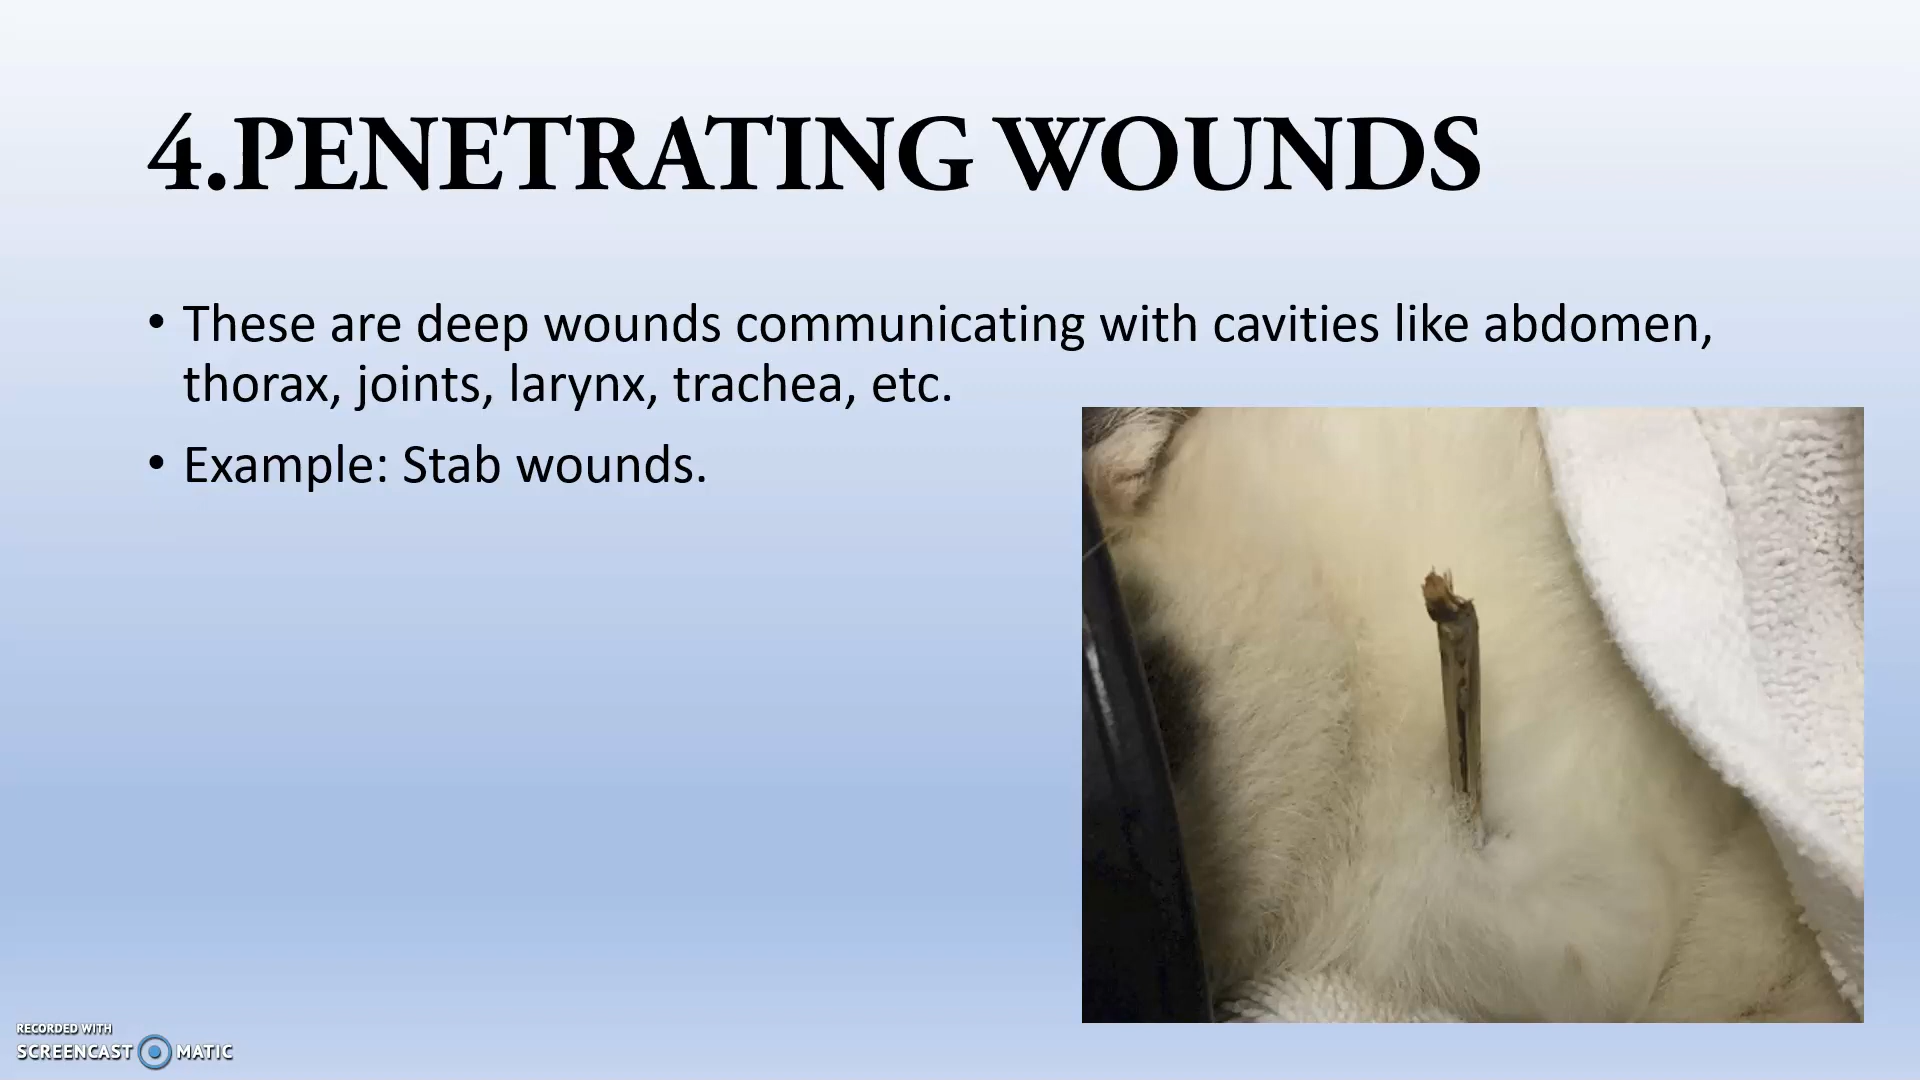 4.PENETRATING WOUNDS
• These are deep wounds communicating with cavities like abdomen,
thorax, joints, larynx, trachea, etc.
• Example: Stab wounds.
RECORDED WITH
SCREENCAST MATIC